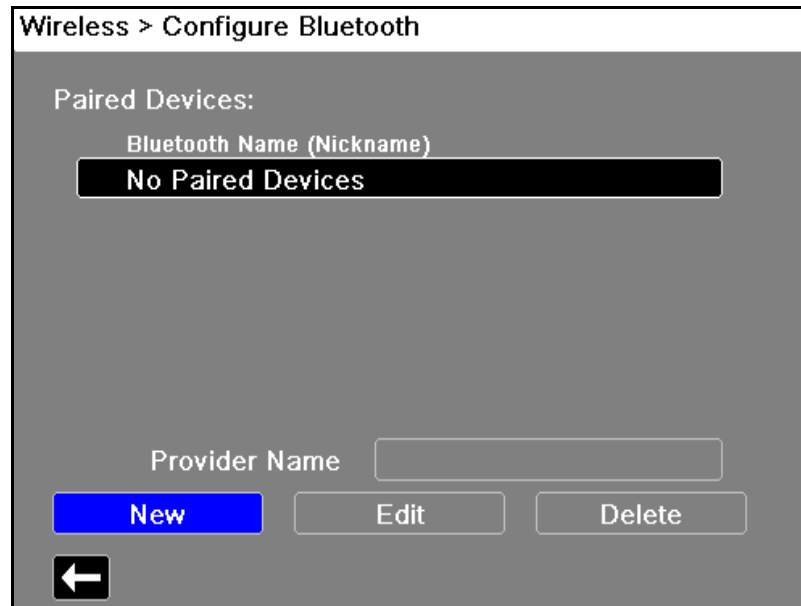 Wireless > Configure Bluetooth
Paired Devices:
Bluetooth Name (Nickname)
No Paired Devices
Provider Name
New Edit Delete